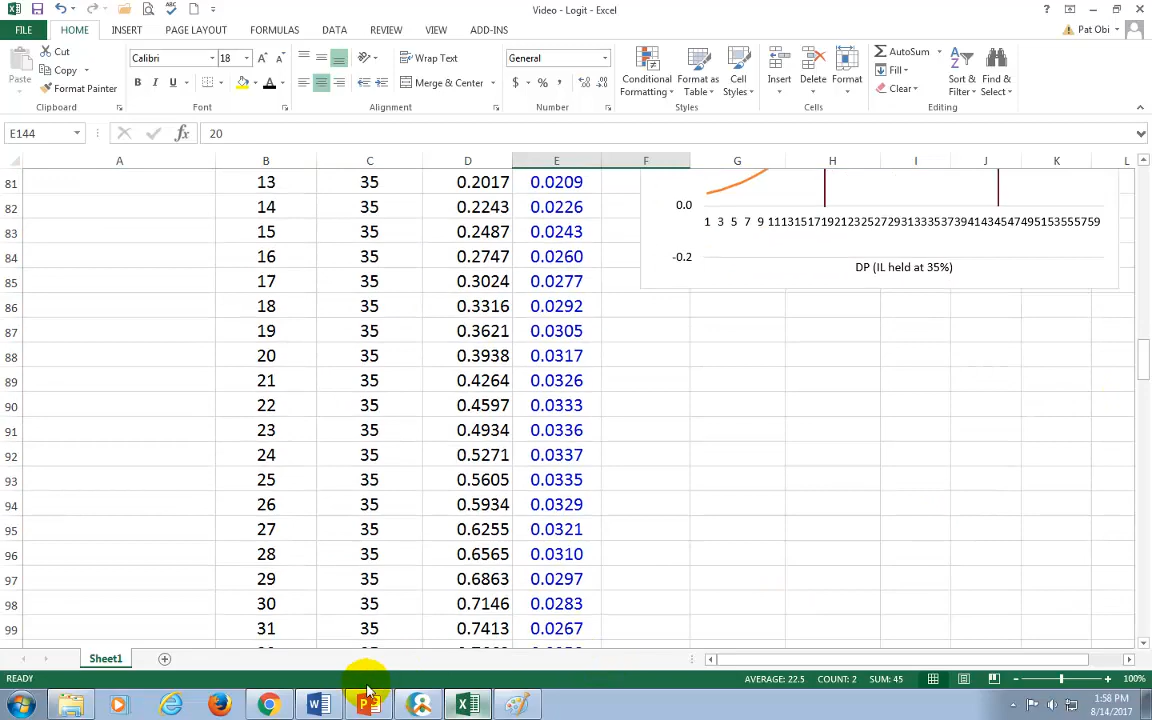 Video - Logit - Excel
? 
FILE HOME INSERT PAGE LAYOUT FORMULAS DATA REVIEW VIEW ADD-INS Pat Obi
Paste Cut Copy Format Painter
Clipboard
Calibri 18
B I U
Font
Wrap Text
Merge & Center
Alignment
General
$ % ,
Number
Conditional Formatting Format as Table Cell Styles
Styles
Insert Delete Format
Cells
AutoSum Fill Clear Sort & Filter Find & Select
Editing
E144 fx 20
A B C D E F G H I J K L
81 13 35 0.2017 0.0209
82 14 35 0.2243 0.0226
83 15 35 0.2487 0.0243
84 16 35 0.2747 0.0260
85 17 35 0.3024 0.0277
86 18 35 0.3316 0.0292
87 19 35 0.3621 0.0305
88 20 35 0.3938 0.0317
89 21 35 0.4264 0.0326
90 22 35 0.4597 0.0333
91 23 35 0.4934 0.0336
92 24 35 0.5271 0.0337
93 25 35 0.5605 0.0335
94 26 35 0.5934 0.0329
95 27 35 0.6255 0.0321
96 28 35 0.6565 0.0310
97 29 35 0.6863 0.0297
98 30 35 0.7146 0.0283
99 31 35 0.7413 0.0267
0.0
1 3 5 7 9 1113151719212325272931333537394143454749515355 5759
-0.2
DP (IL held at 35%)
Sheet1
READY AVERAGE: 22.5 COUNT: 2 SUM: 45 100%
1:58 PM
8/14/2017